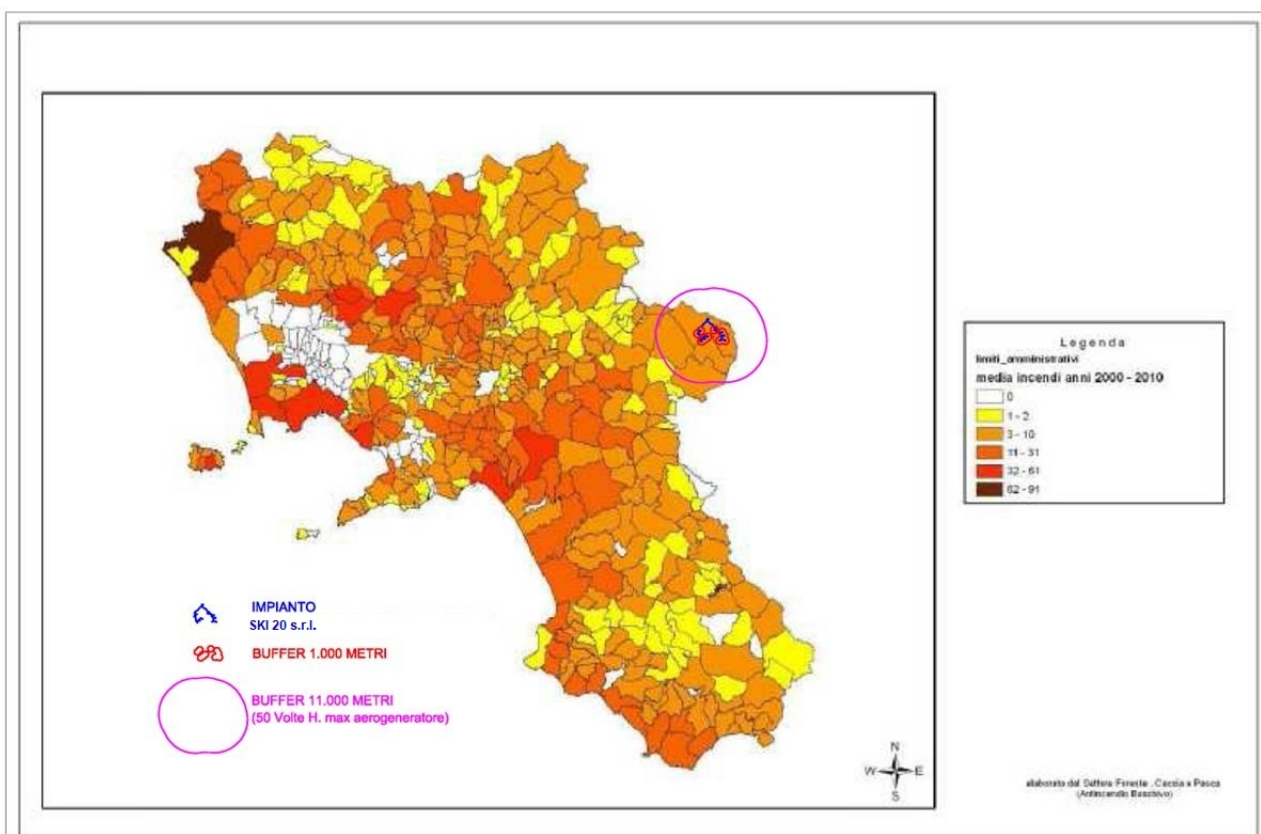 Legenda
limiti_amministrativi
media incendi anni 2000 - 2010
0
1 - 2
3 - 10
11 - 31
32 - 61
62 - 91
IMPIANTO
SKI 20 s.r.l.
BUFFER 1.000 METRI
BUFFER 11.000 METRI
(50 Volte H. max aerogeneratore)
N
W E
S
elaborato dal Settore Foreste , Caccia e Pesca
(Antincendio Boschivo)